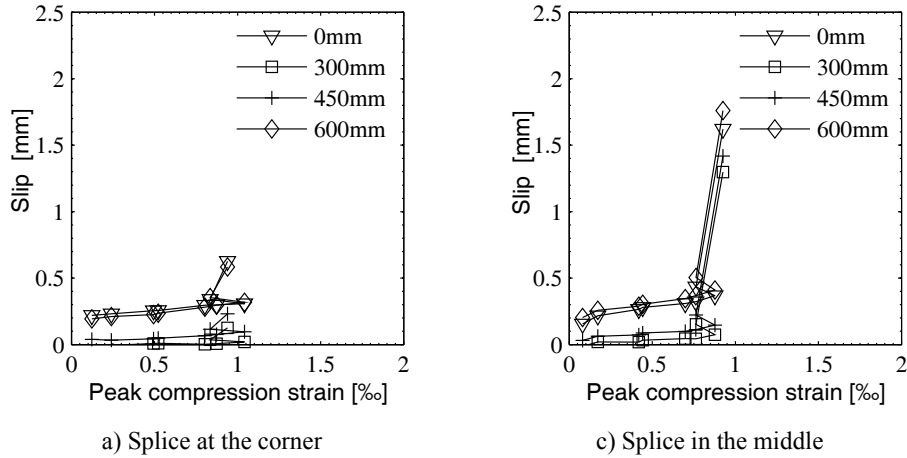 2.5
2
1.5
1
0.5
0
0 0.5 1 1.5 2
Slip [mm]
Peak compression strain [‰]
0mm
300mm
450mm
600mm
a) Splice at the corner
2.5
2
1.5
1
0.5
0
0 0.5 1 1.5 2
Slip [mm]
Peak compression strain [‰]
0mm
300mm
450mm
600mm
c) Splice in the middle